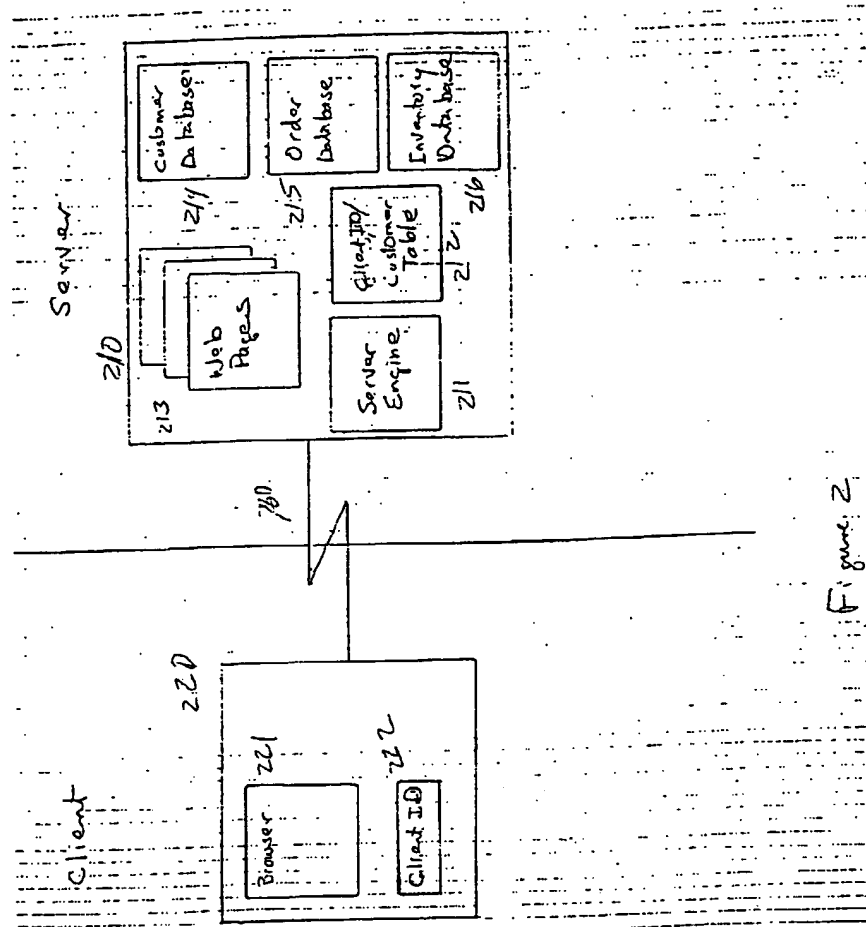 Client
Server
220
Browser
221
Client ID
222
210
213
Web
Pages
Server
Engine
211
Client ID/
Customer
Table
212
Customer
Database
214
Order
Database
215
Inventory
Database
216
Figure 2